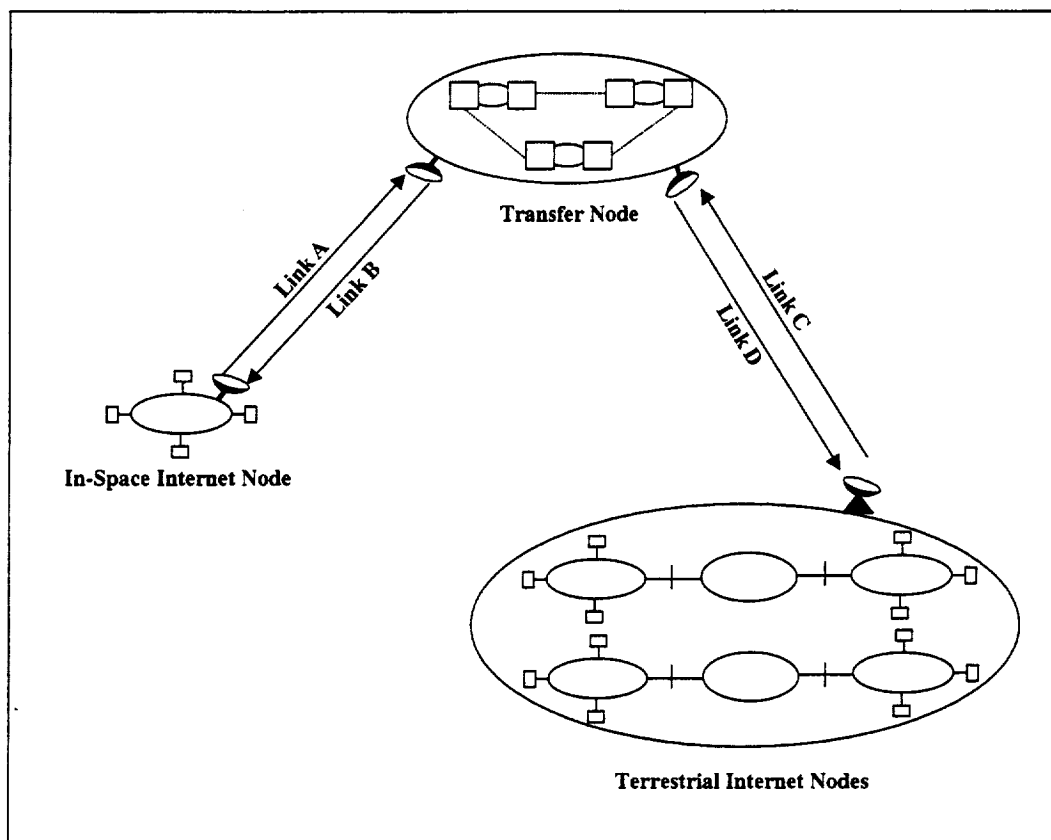 Transfer Node
Link A
Link B
Link C
Link D
In-Space Internet Node
Terrestrial Internet Nodes